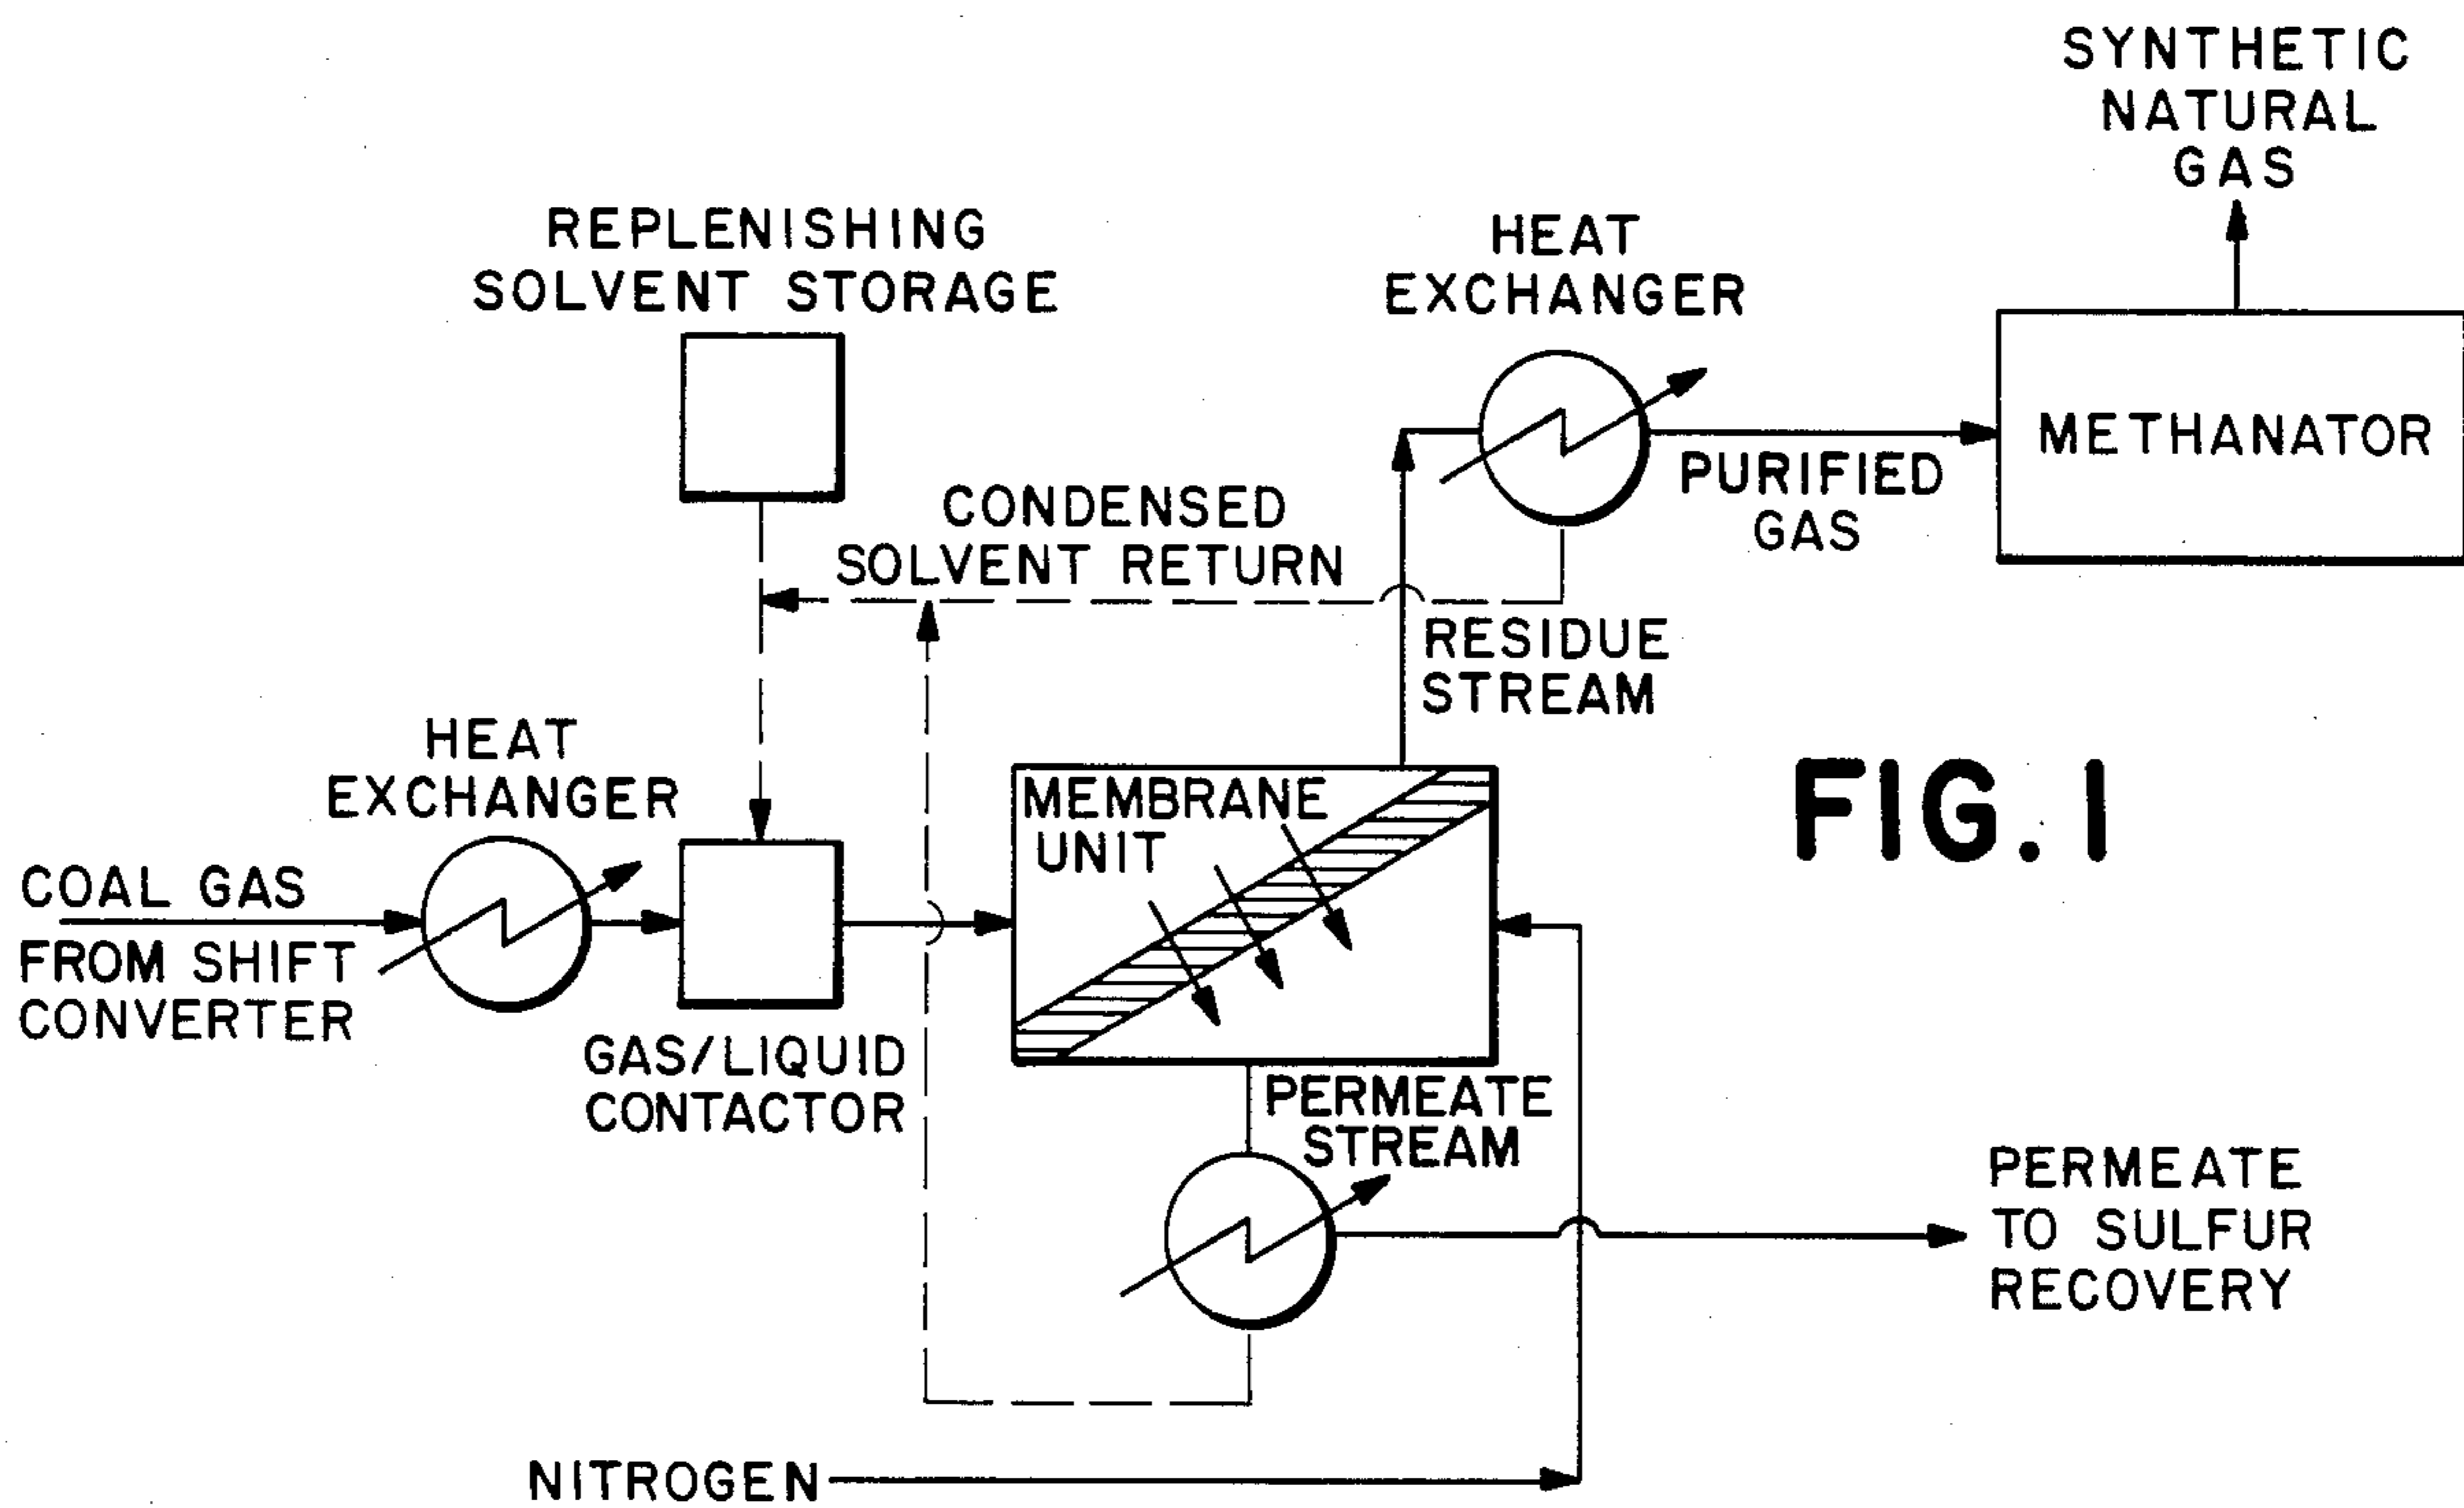 SYNTHETIC
NATURAL
GAS
REPLENISHING
SOLVENT STORAGE
HEAT
EXCHANGER
METHANATOR
PURIFIED
GAS
CONDENSED
SOLVENT RETURN
RESIDUE
STREAM
HEAT
EXCHANGER
MEMBRANE
UNIT
FIG. 1
COAL GAS
FROM SHIFT
CONVERTER
GAS/LIQUID
CONTACTOR
PERMEATE
STREAM
PERMEATE
TO SULFUR
RECOVERY
NITROGEN